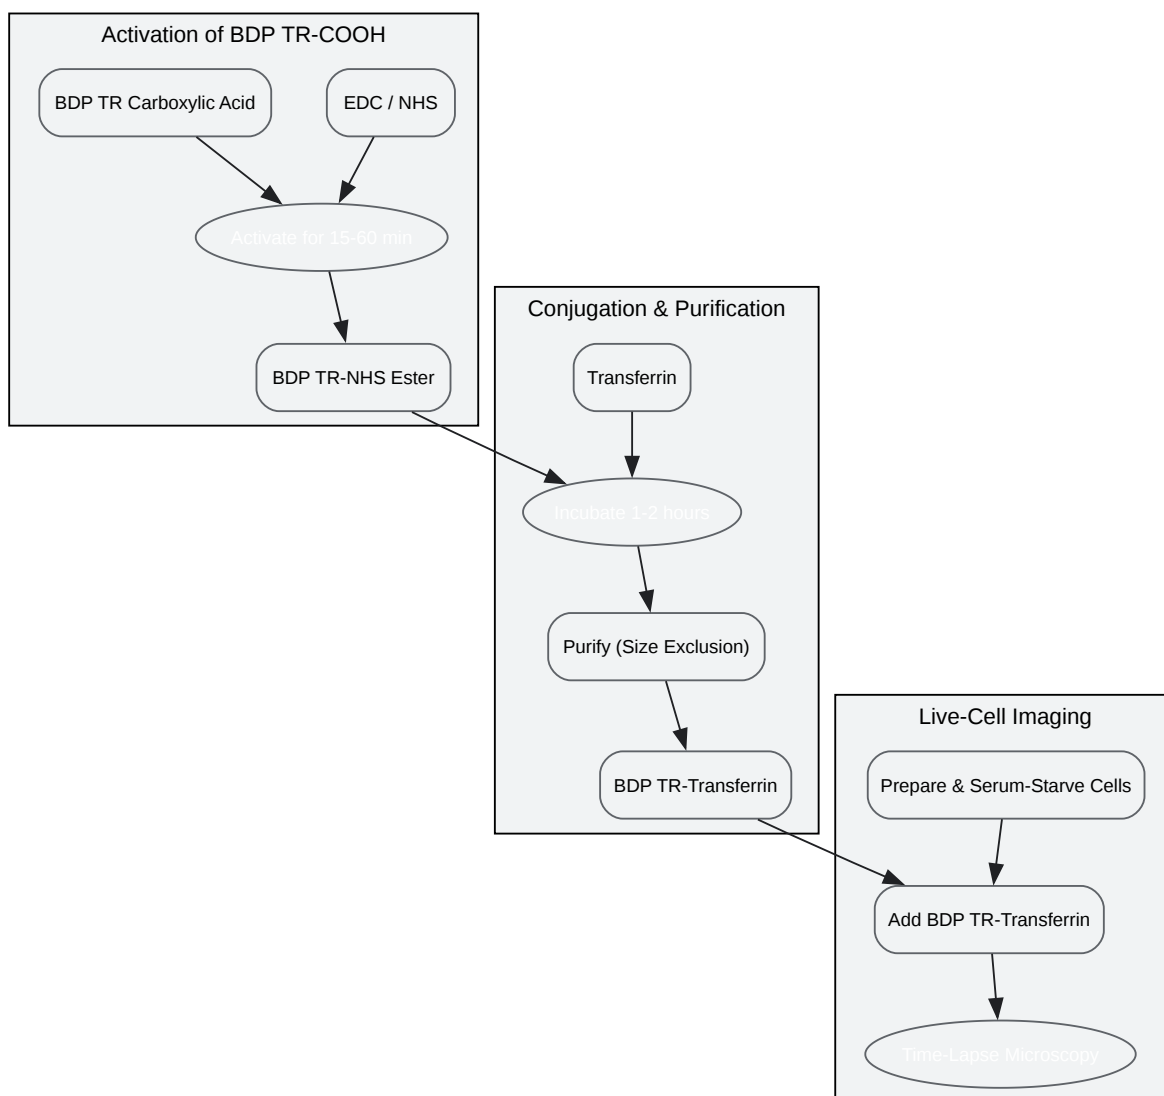 Activation of BDP TR-COOH
BDP TR Carboxylic Acid
EDC / NHS
Activate for 15-60 min
BDP TR-NHS Ester
Conjugation & Purification
Transferrin
Incubate 1-2 hours
Purify (Size Exclusion)
BDP TR-Transferrin
Live-Cell Imaging
Prepare & Serum-Starve Cells
Add BDP TR-Transferrin
Time-Lapse Microscopy